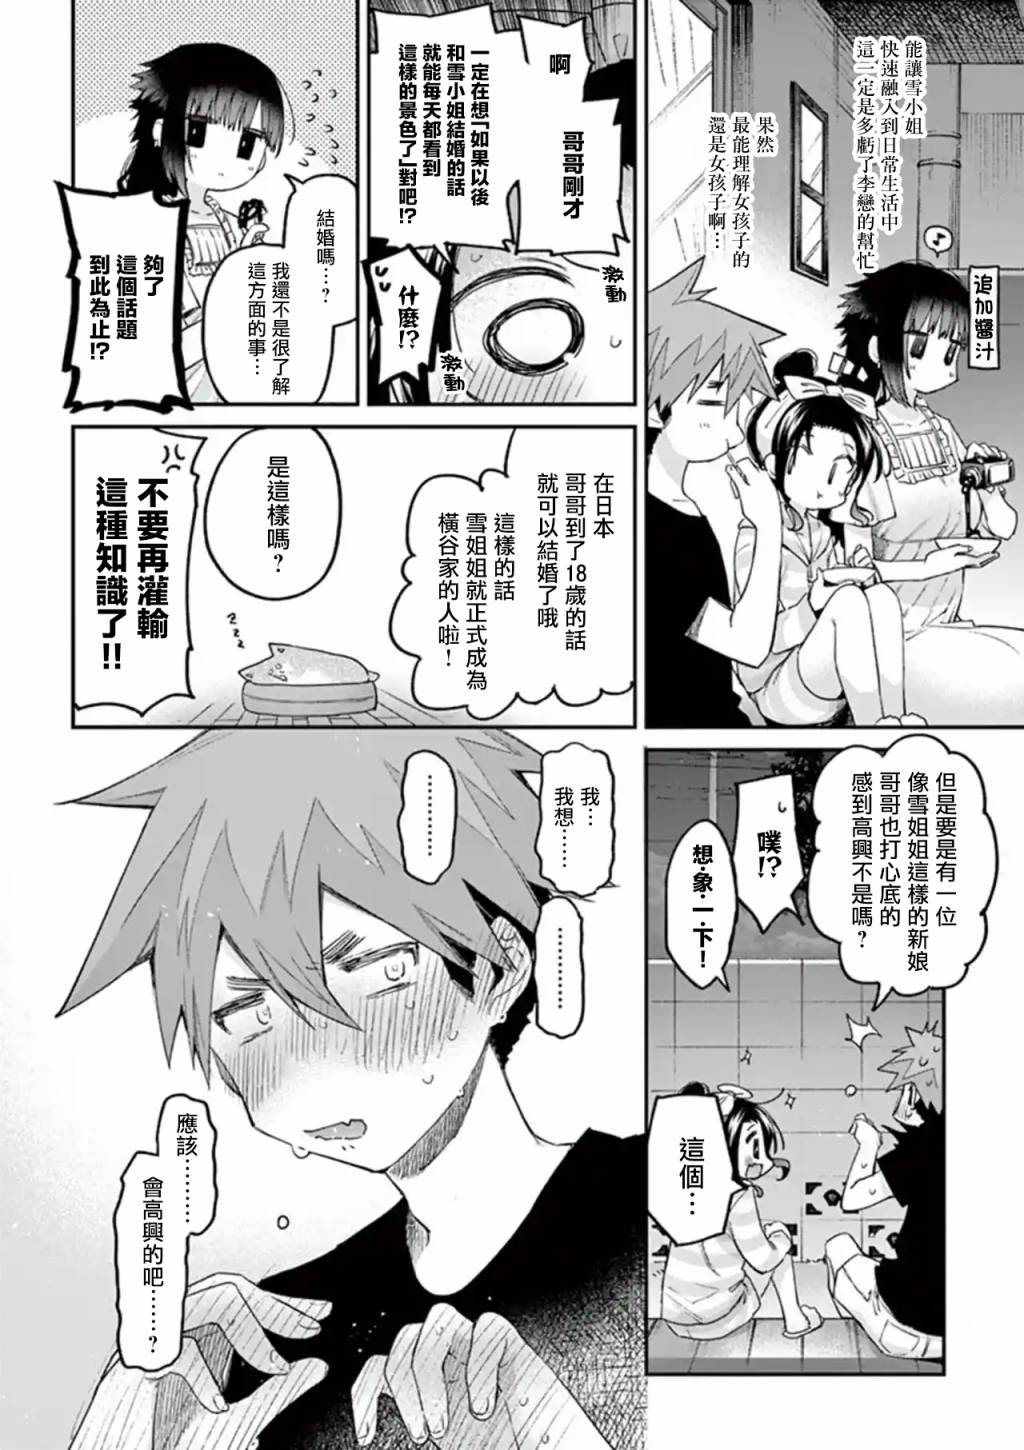 能讓雪小姐
快速融入到日常生活中
這一定是多虧了李戀的幫忙
果然
最能理解女孩子的
還是女孩子啊…
追加醬汁
啊
哥哥剛才
一定在想「如果以後
和雪小姐結婚的話
就能每天都看到
這樣的景色了」對吧!?
什麼!?
激動
激動
結婚嗎…?
我還不是很了解
這方面的事…
夠了
這個話題
到此為止!?
在日本
哥哥到了18歲的話
就可以結婚了哦
這樣的話
雪姐姐就正式成為
橫谷家的人啦!
是這樣嗎?
zzz
不要再灌輸
這種知識了!!
但是要是有一位
像雪姐姐這樣的新娘
哥哥也打心底的
感到高興不是嗎?
噗!?
想·象·一·下!
這個…
我…
我想……
………
………
應該………
會高興的吧……?